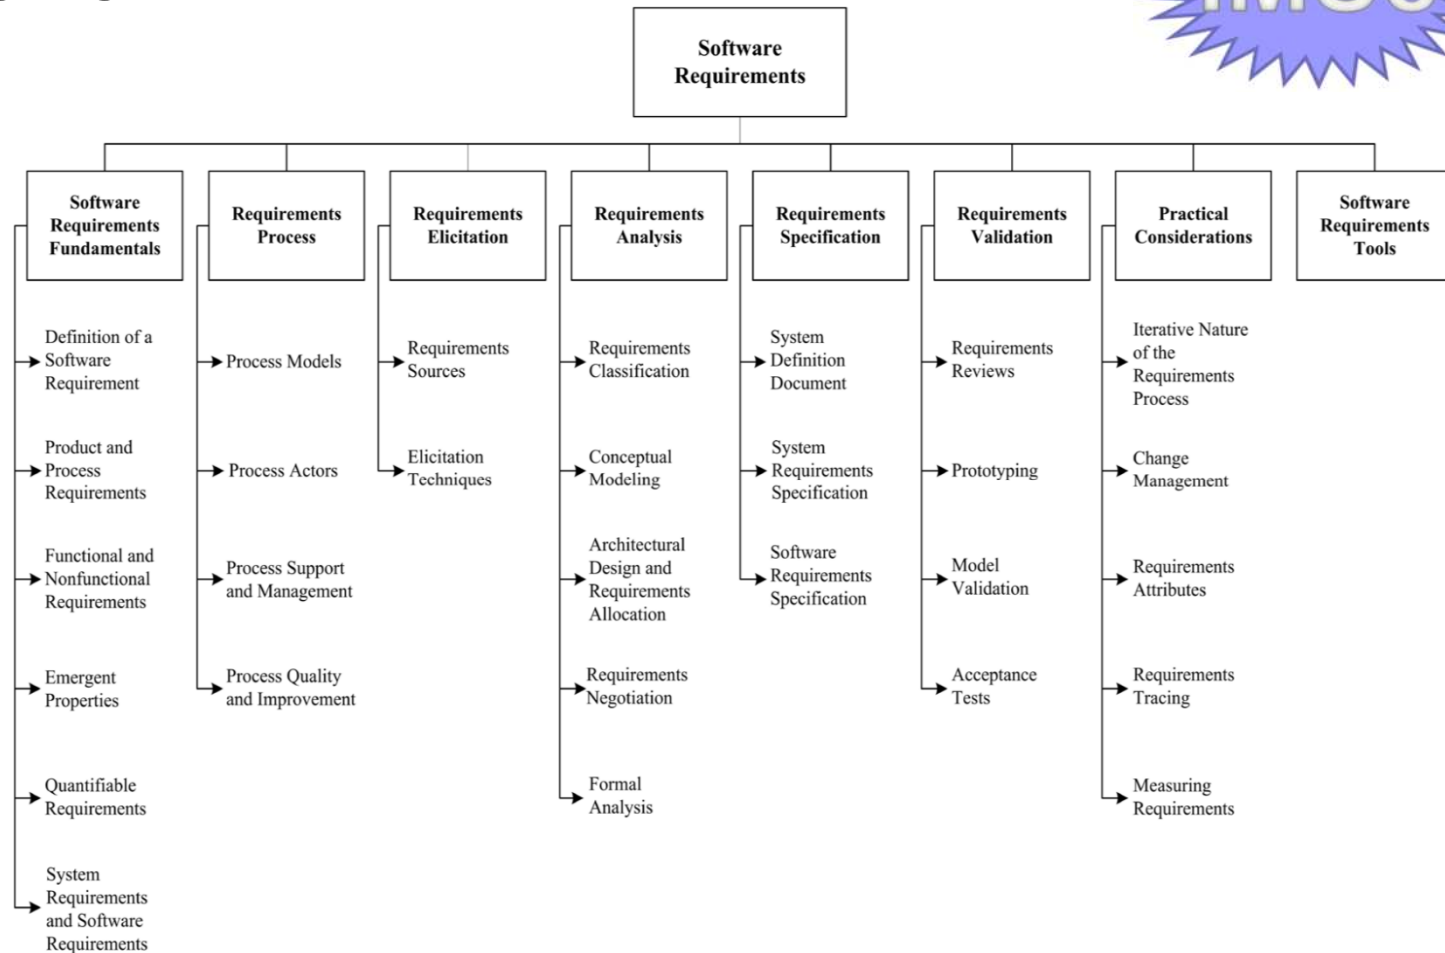 Software
Requirements
Software
Requirements
Fundamentals
Requirements
Process
Requirements
Elicitation
Requirements
Analysis
Requirements
Specification
Requirements
Validation
Practical
Considerations
Software
Requirements
Tools
Definition of a
Software
Requirement
Product and
Process
Requirements
Functional and
Nonfunctional
Requirements
Emergent
Properties
Quantifiable
Requirements
System
Requirements
and Software
Requirements
Process Models
Process Actors
Process Support
and Management
Process Quality
and Improvement
Requirements
Sources
Elicitation
Techniques
Requirements
Classification
Conceptual
Modeling
Architectural
Design and
Requirements
Allocation
Requirements
Negotiation
Formal
Analysis
System
Definition
Document
System
Requirements
Specification
Software
Requirements
Specification
Requirements
Reviews
Prototyping
Model
Validation
Acceptance
Tests
Iterative Nature
of the
Requirements
Process
Change
Management
Requirements
Attributes
Requirements
Tracing
Measuring
Requirements